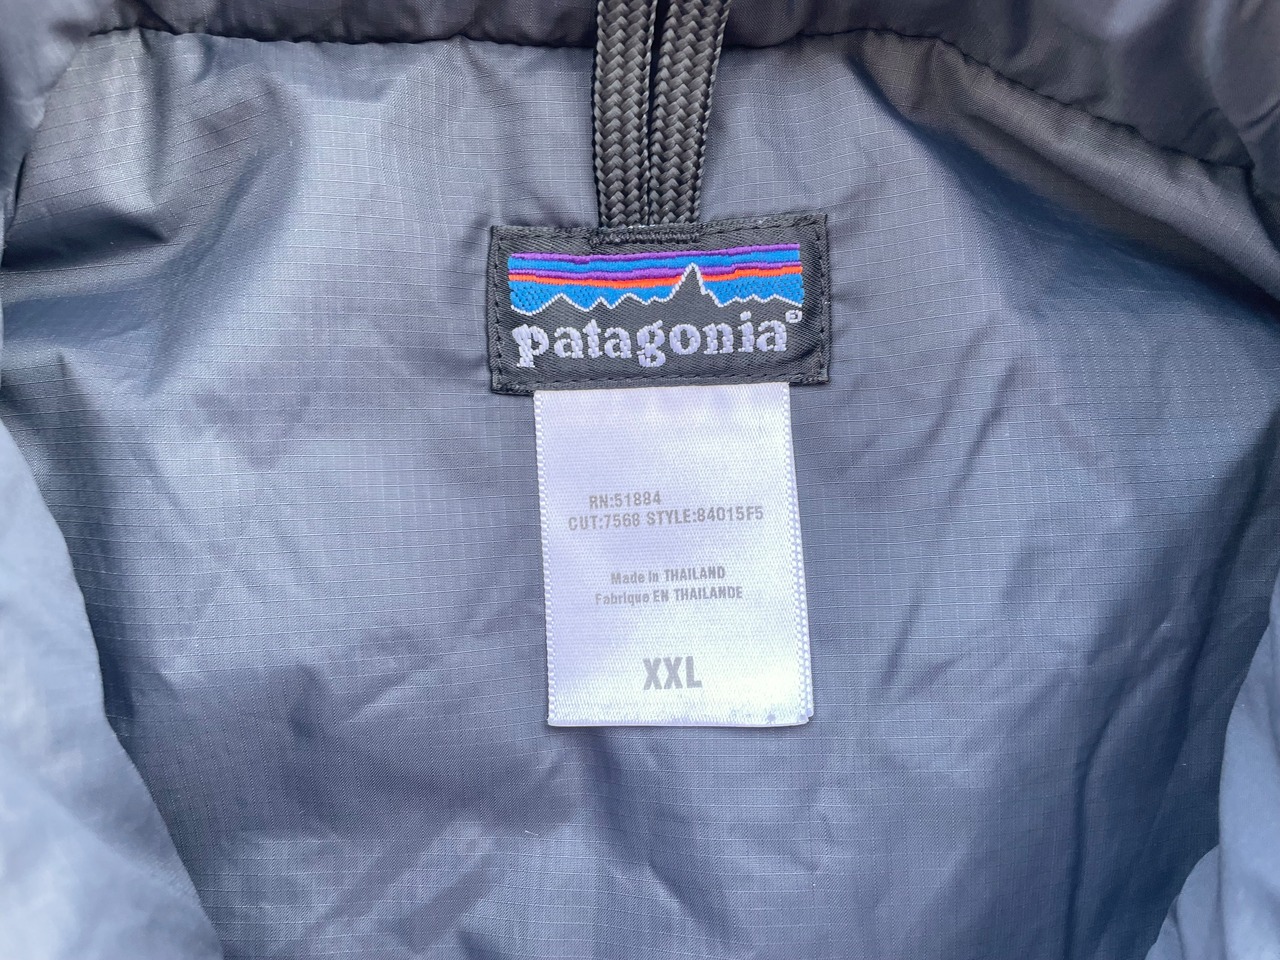 patagonia®
RN:51884
CUT:7568 STYLE:84015F5
Made In THAILAND
Fabrique EN THAILANDE
XXL